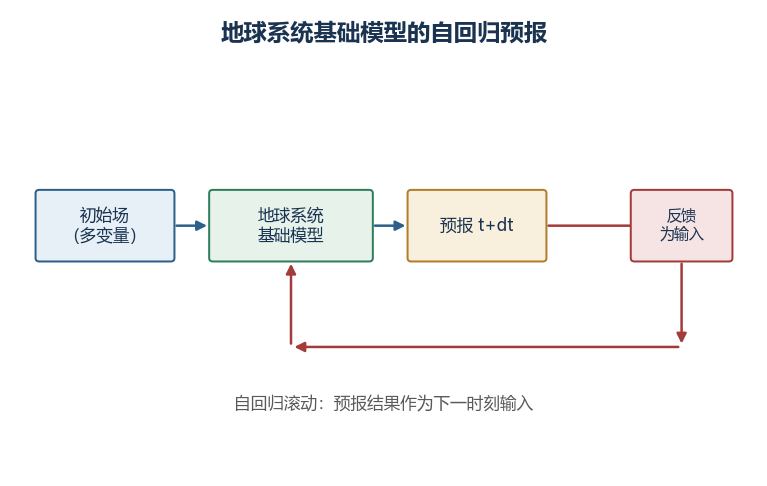 地球系统基础模型的自回归预报
初始场
(多变量)
地球系统
基础模型
预报 t+dt
反馈
为输入
自回归滚动：预报结果作为下一时刻输入